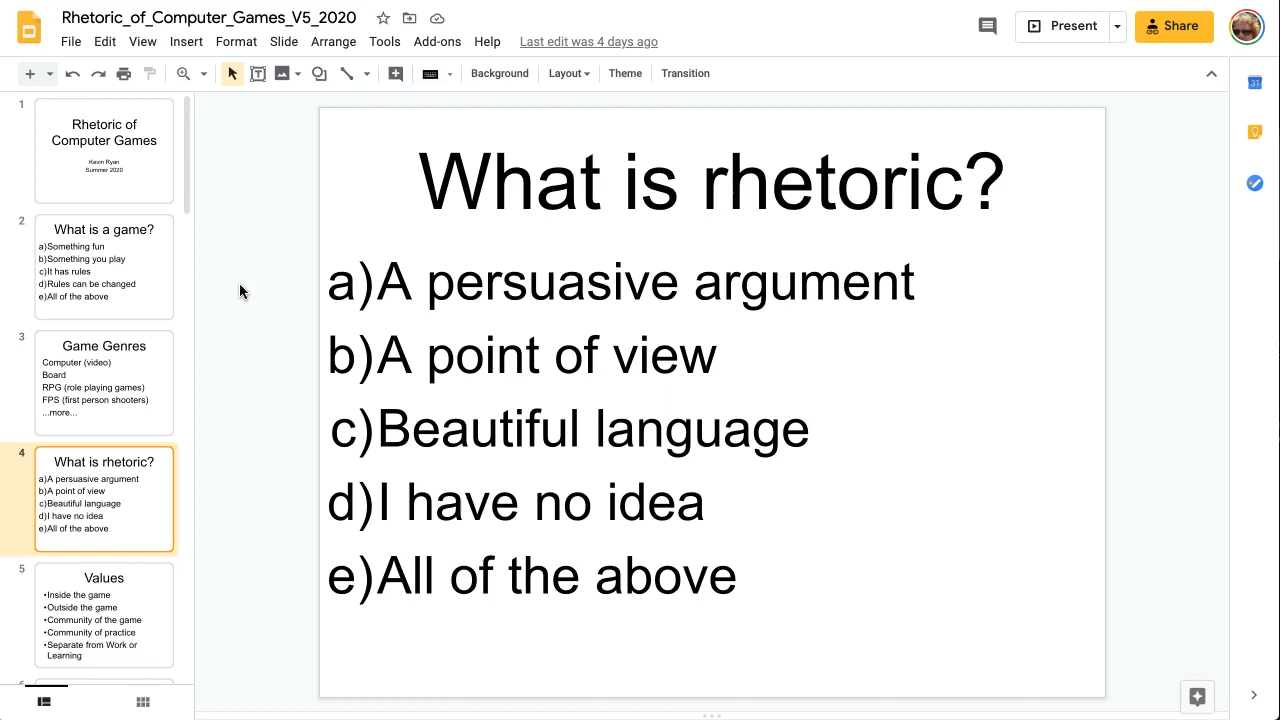 Rhetoric_of_Computer_Games_V5_2020
File Edit View Insert Format Slide Arrange Tools Add-ons Help Last edit was 4 days ago
Present
Share
Background Layout Theme Transition
31
1
Rhetoric of
Computer Games
Kevin Ryan
Summer 2020
2
What is a game?
a)Something fun
b)Something you play
c)It has rules
d)Rules can be changed
e)All of the above
3
Game Genres
Computer (video)
Board
RPG (role playing games)
FPS (first person shooters)
...more...
4
What is rhetoric?
a)A persuasive argument
b)A point of view
c)Beautiful language
d)I have no idea
e)All of the above
5
Values
•Inside the game
•Outside the game
•Community of the game
•Community of practice
•Separate from Work or
Learning
What is rhetoric?
a)A persuasive argument
b)A point of view
c)Beautiful language
d)I have no idea
e)All of the above